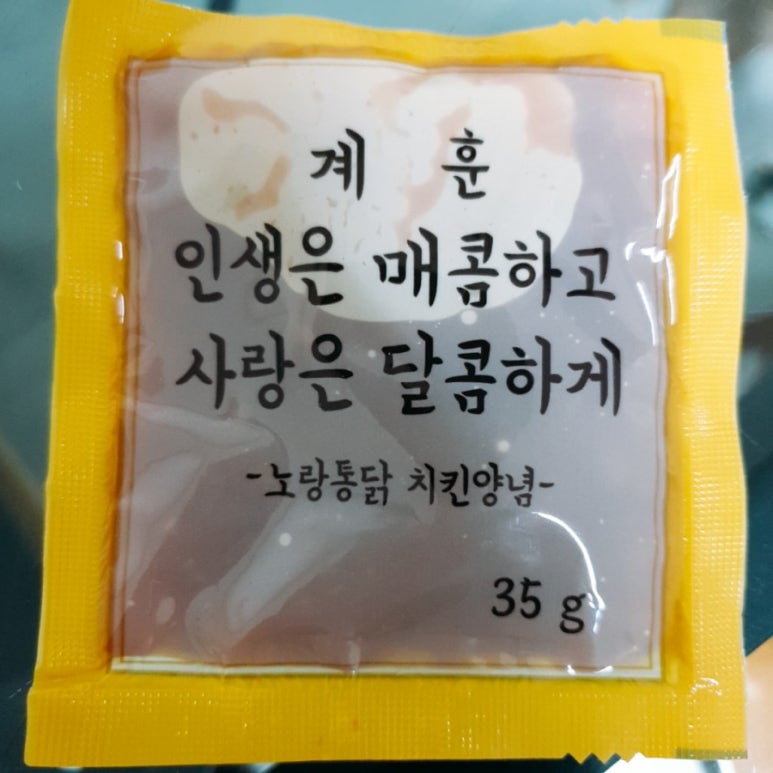 계 훈
인생은 매콤하고
사랑은 달콤하게
-노랑통닭 치킨양념-
35 g